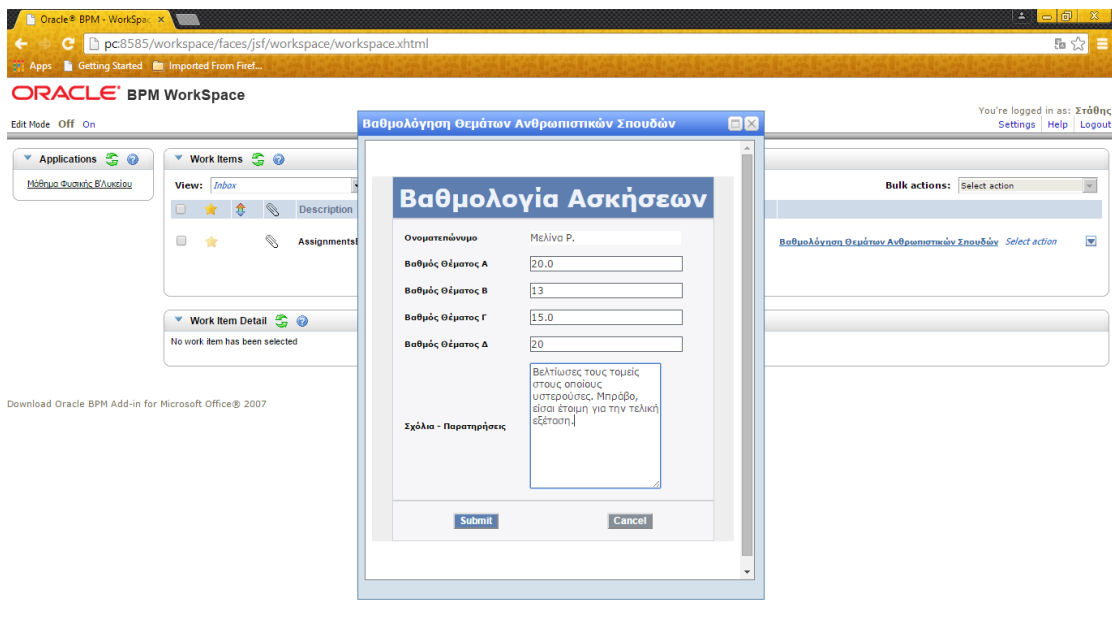 Oracle® BPM - WorkSpac
pc:8585/workspace/faces/jsf/workspace/workspace.xhtml
Apps Getting Started Imported From Firef...
ORACLE BPM WorkSpace
You're logged in as: Στάθης
Edit Mode Off On
Settings Help Logout
Applications
Μάθημα Φυσικής Β'Λυκείου
Work Items
View: Inbox
Bulk actions: Select action
Description
AssignmentsE
Βαθμολόγηση Θεμάτων Ανθρωπιστικών Σπουδών Select action
Work Item Detail
No work item has been selected
Download Oracle BPM Add-in for Microsoft Office® 2007
Βαθμολόγηση Θεμάτων Ανθρωπιστικών Σπουδών
Βαθμολογία Ασκήσεων
Ονοματεπώνυμο Μελίνα Ρ.
Βαθμός Θέματος Α 20.0
Βαθμός Θέματος Β 13
Βαθμός Θέματος Γ 15.0
Βαθμός Θέματος Δ 20
Σχόλια - Παρατηρήσεις
Βελτίωσες τους τομείς
στους οποίους
υστερούσες. Μπράβο,
είσαι έτοιμη για την τελική
εξέταση.
Submit Cancel